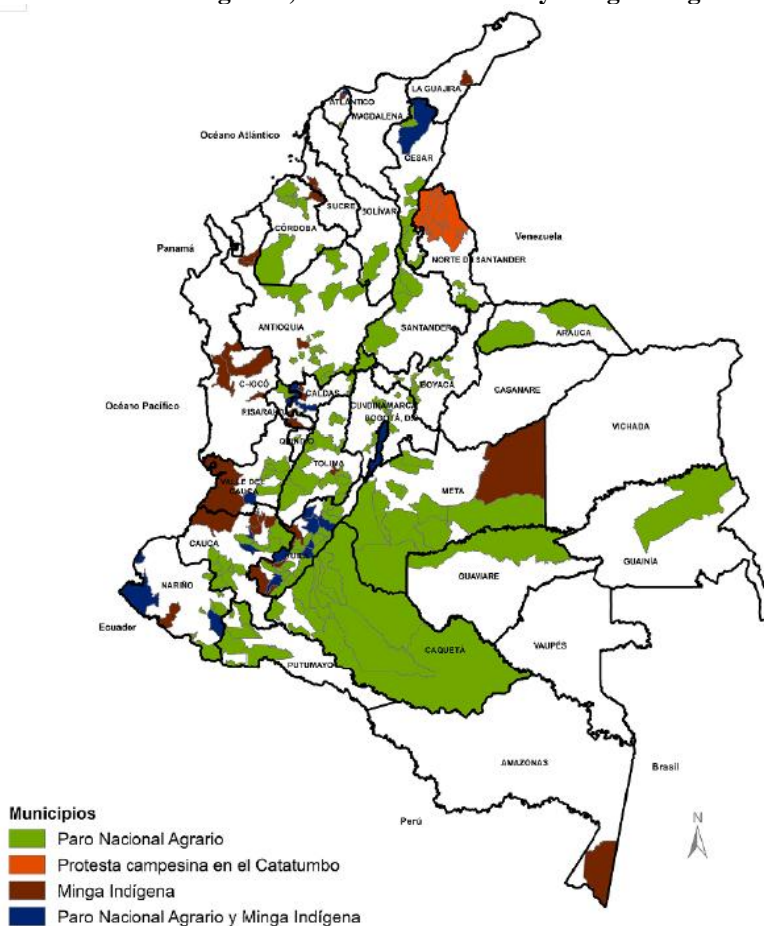 LA GUAJIRA
ATLÁNTICO
MAGDALENA
Océano Atlántico
CESAR
SUCRE
BOLÍVAR
CÓRDOBA
Panamá
Venezuela
NORTE DE SANTANDER
ANTIOQUIA
SANTANDER
ARAUCA
CHOCÓ
CALDAS
BOYACÁ
CASANARE
Océano Pacífico
RISARALDA
CUNDINAMARCA
BOGOTÁ, D.C.
VICHADA
QUINDÍO
TOLIMA
VALLE DEL
CAUCA
META
CAUCA
HUILA
GUAINÍA
NARIÑO
GUAVIARE
Ecuador
CAQUETÁ
VAUPÉS
PUTUMAYO
AMAZONAS
Brasil
Perú
N
Municipios
Paro Nacional Agrario
Protesta campesina en el Catatumbo
Minga Indígena
Paro Nacional Agrario y Minga Indígena